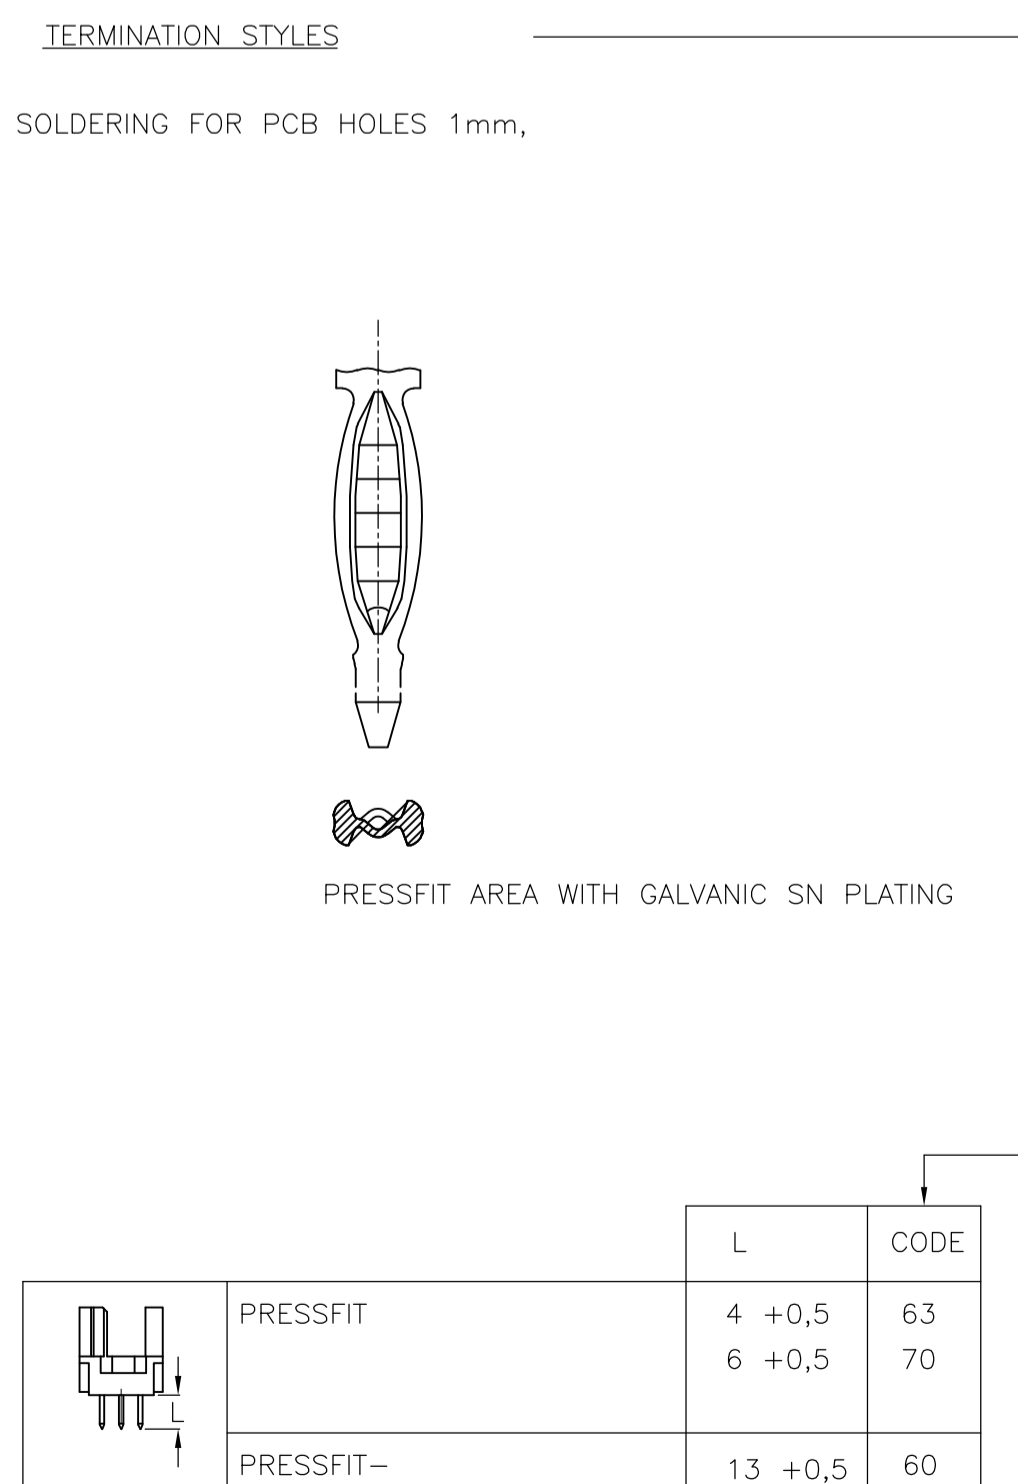 TERMINATION STYLES
SOLDERING FOR PCB HOLES 1mm,
PRESSFIT AREA WITH GALVANIC SN PLATING
L CODE
PRESSFIT 4 +0,5 63
6 +0,5 70
L
PRESSFIT– 13 +0,5 60